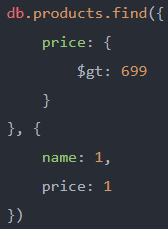 db.products.find({
    price: {
        $gt: 699
    }
}, {
    name: 1,
    price: 1
})